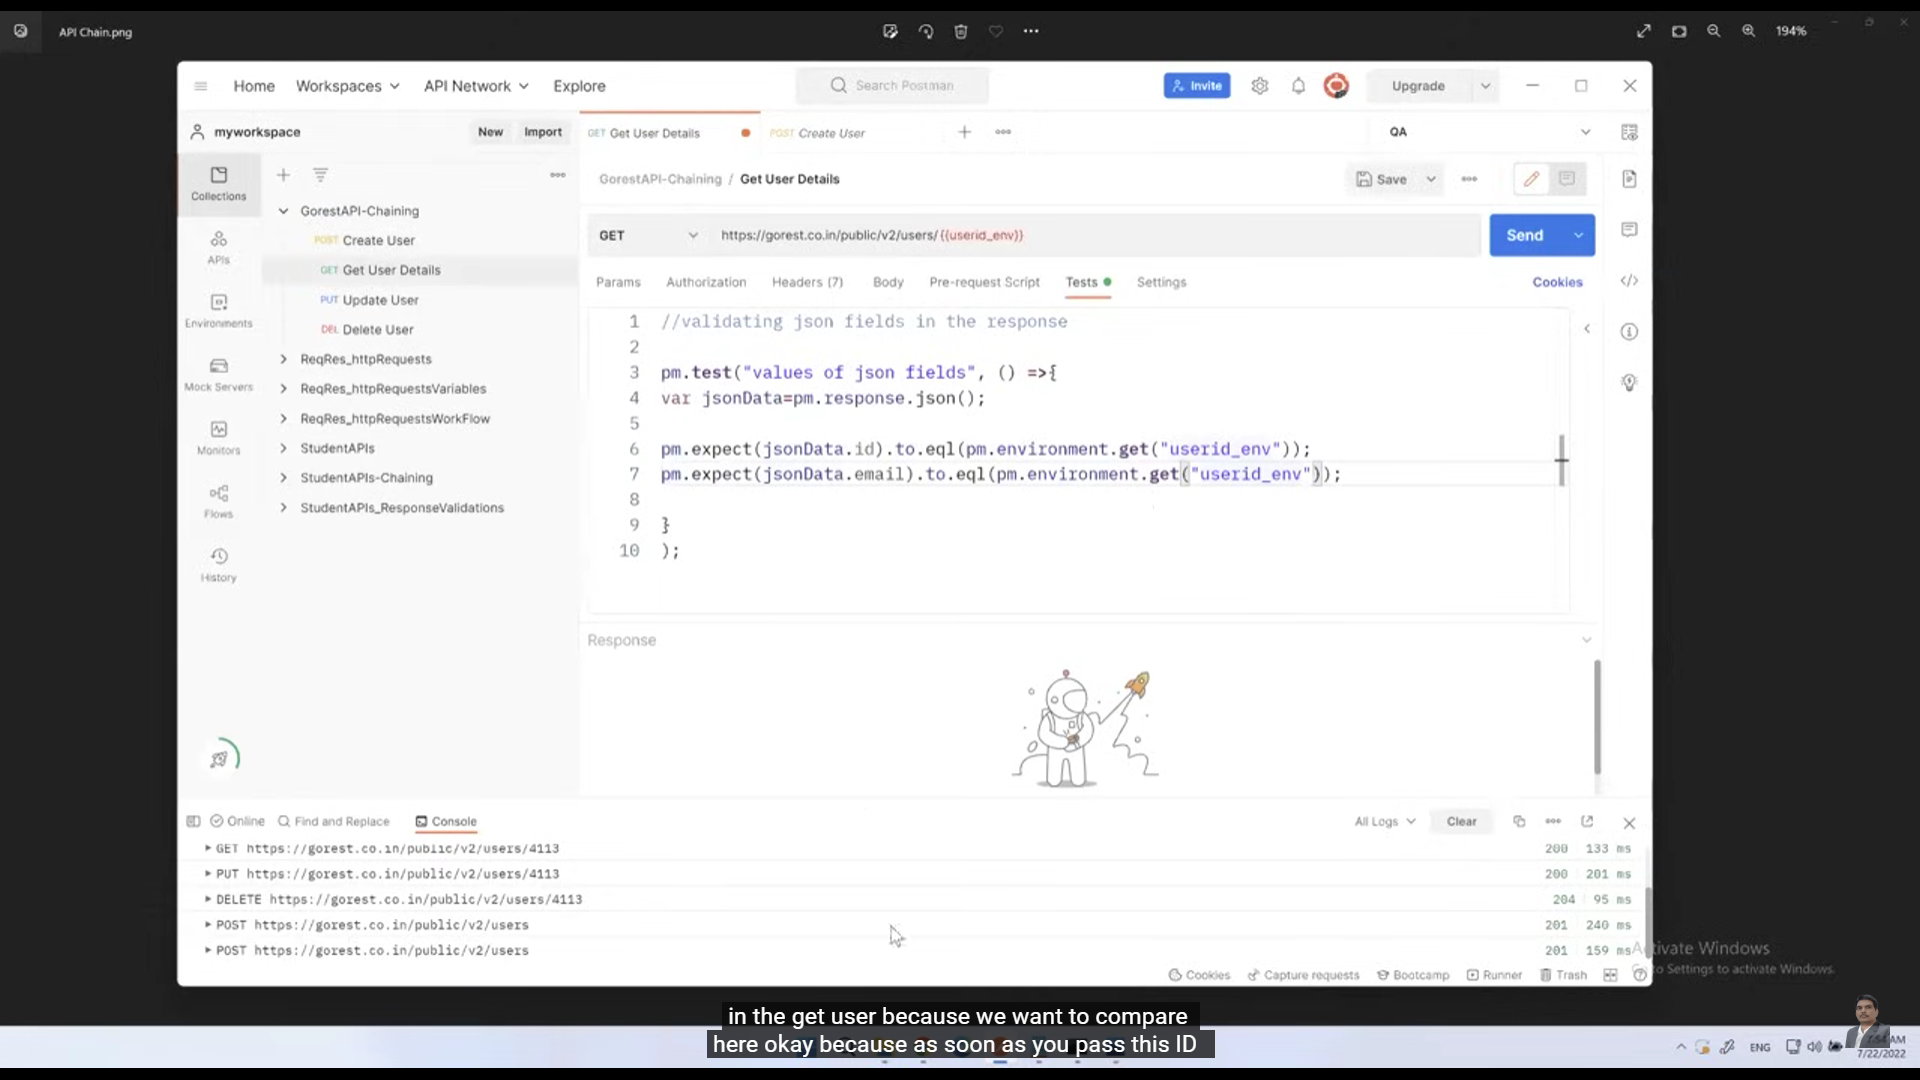 API Chain.png
194%
Home Workspaces API Network Explore
Search Postman
Invite
Upgrade
myworkspace
New Import
GET Get User Details
POST Create User
QA
Collections
APIs
Environments
Mock Servers
Monitors
Flows
History
GorestAPI-Chaining
POST Create User
GET Get User Details
PUT Update User
DEL Delete User
ReqRes_httpRequests
ReqRes_httpRequestsVariables
ReqRes_httpRequestsWorkFlow
StudentAPIs
StudentAPIs-Chaining
StudentAPIs_ResponseValidations
GorestAPI-Chaining / Get User Details
Save
GET https://gorest.co.in/public/v2/users/{{userid_env}}
Send
Params Authorization Headers (7) Body Pre-request Script Tests Settings
Cookies
1 //validating json fields in the response
2
3 pm.test("values of json fields", () =>{
4 var jsonData=pm.response.json();
5
6 pm.expect(jsonData.id).to.eql(pm.environment.get("userid_env"));
7 pm.expect(jsonData.email).to.eql(pm.environment.get("userid_env"));
8
9 }
10 );
Response
Online Find and Replace Console
All Logs Clear
GET https://gorest.co.in/public/v2/users/4113 200 133 ms
PUT https://gorest.co.in/public/v2/users/4113 200 201 ms
DELETE https://gorest.co.in/public/v2/users/4113 204 95 ms
POST https://gorest.co.in/public/v2/users 201 240 ms
POST https://gorest.co.in/public/v2/users 201 159 ms
Activate Windows
to Settings to activate Windows.
Cookies Capture requests Bootcamp Runner Trash
in the get user because we want to compare
here okay because as soon as you pass this ID
ENG
AM
7/22/2022